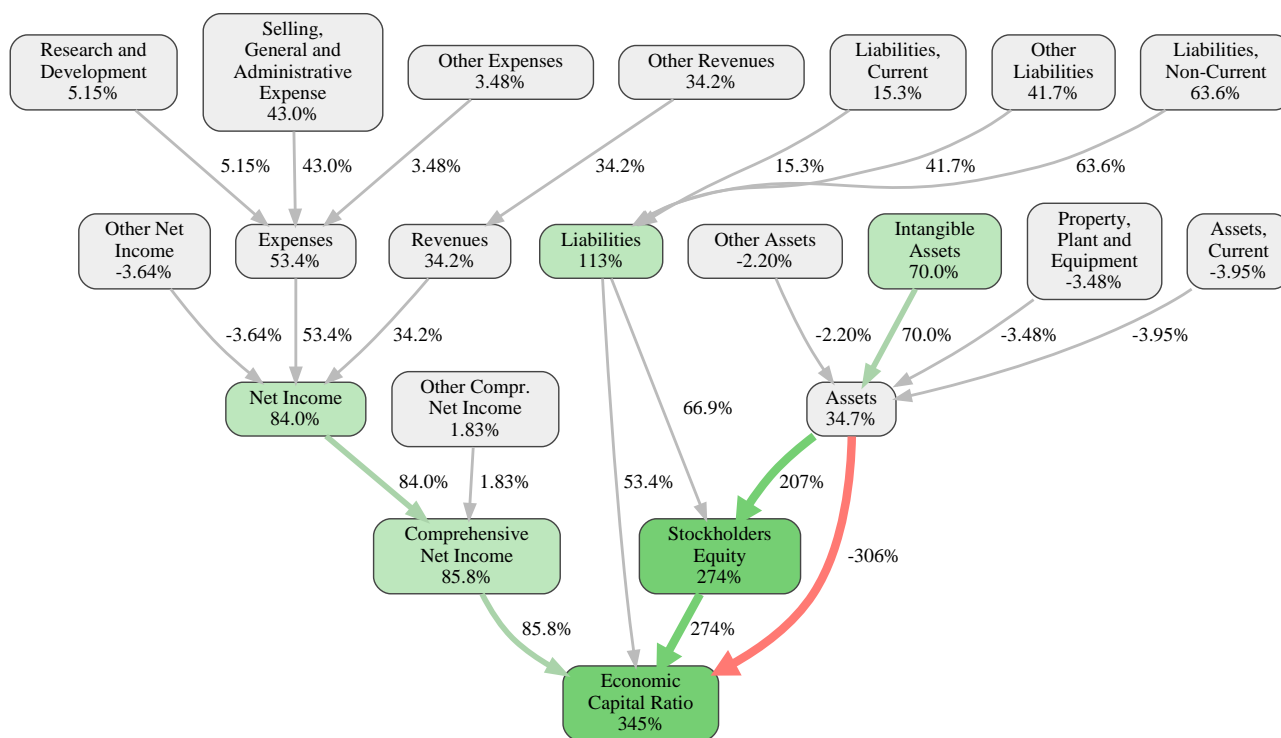 Research and
Development
5.15%
Selling,
General and
Administrative
Expense
43.0%
Other Expenses
3.48%
Other Revenues
34.2%
Liabilities,
Current
15.3%
Other
Liabilities
41.7%
Liabilities,
Non-Current
63.6%
5.15%
43.0%
3.48%
34.2%
15.3%
41.7%
63.6%
Other Net
Income
-3.64%
Expenses
53.4%
Revenues
34.2%
Liabilities
113%
Other Assets
-2.20%
Intangible
Assets
70.0%
Property,
Plant and
Equipment
-3.48%
Assets,
Current
-3.95%
-3.64%
53.4%
34.2%
-2.20%
70.0%
-3.48%
-3.95%
Net Income
84.0%
Other Compr.
Net Income
1.83%
66.9%
Assets
34.7%
84.0%
1.83%
53.4%
207%
Comprehensive
Net Income
85.8%
Stockholders
Equity
274%
-306%
85.8%
274%
Economic
Capital Ratio
345%